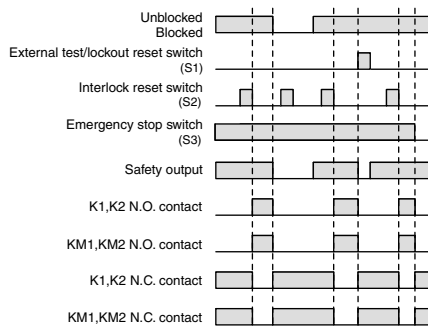 Unblocked
Blocked
External test/lockout reset switch
(S1)
Interlock reset switch
(S2)
Emergency stop switch
(S3)
Safety output
K1,K2 N.O. contact
KM1,KM2 N.O. contact
K1,K2 N.C. contact
KM1,KM2 N.C. contact